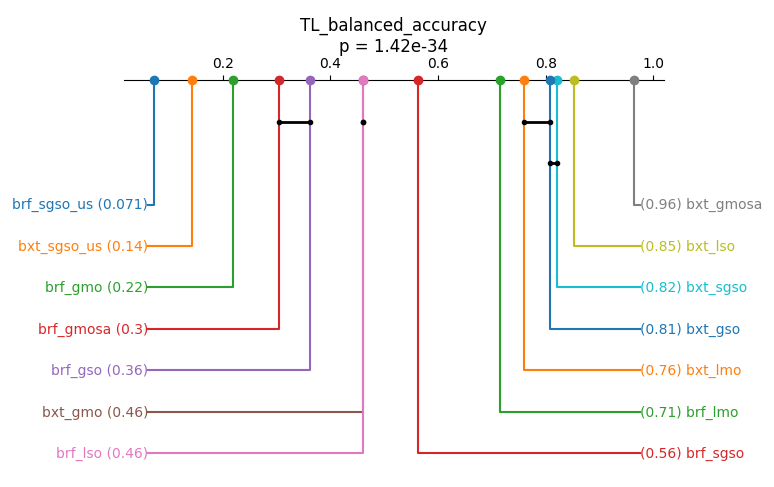 TL_balanced_accuracy
p = 1.42e-34
0.2 0.4 0.6 0.8 1.0
brf_sgso_us (0.071) (0.96) bxt_gmosa
bxt_sgso_us (0.14) (0.85) bxt_lso
brf_gmo (0.22) (0.82) bxt_sgso
brf_gmosa (0.3) (0.81) bxt_gso
brf_gso (0.36) (0.76) bxt_lmo
bxt_gmo (0.46) (0.71) brf_lmo
brf_lso (0.46) (0.56) brf_sgso